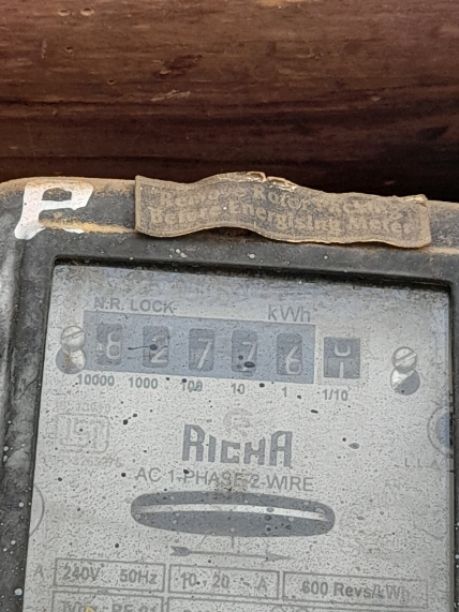 e
Remove Rotor
Before Energising Meter
N.R. LOCK kWh
8 2 7 7 6
10000 1000 100 10 1 1/10
RICHA
AC 1-PHASE 2-WIRE
A 240V 50Hz 10 - 20 - A 600 Revs/kWh